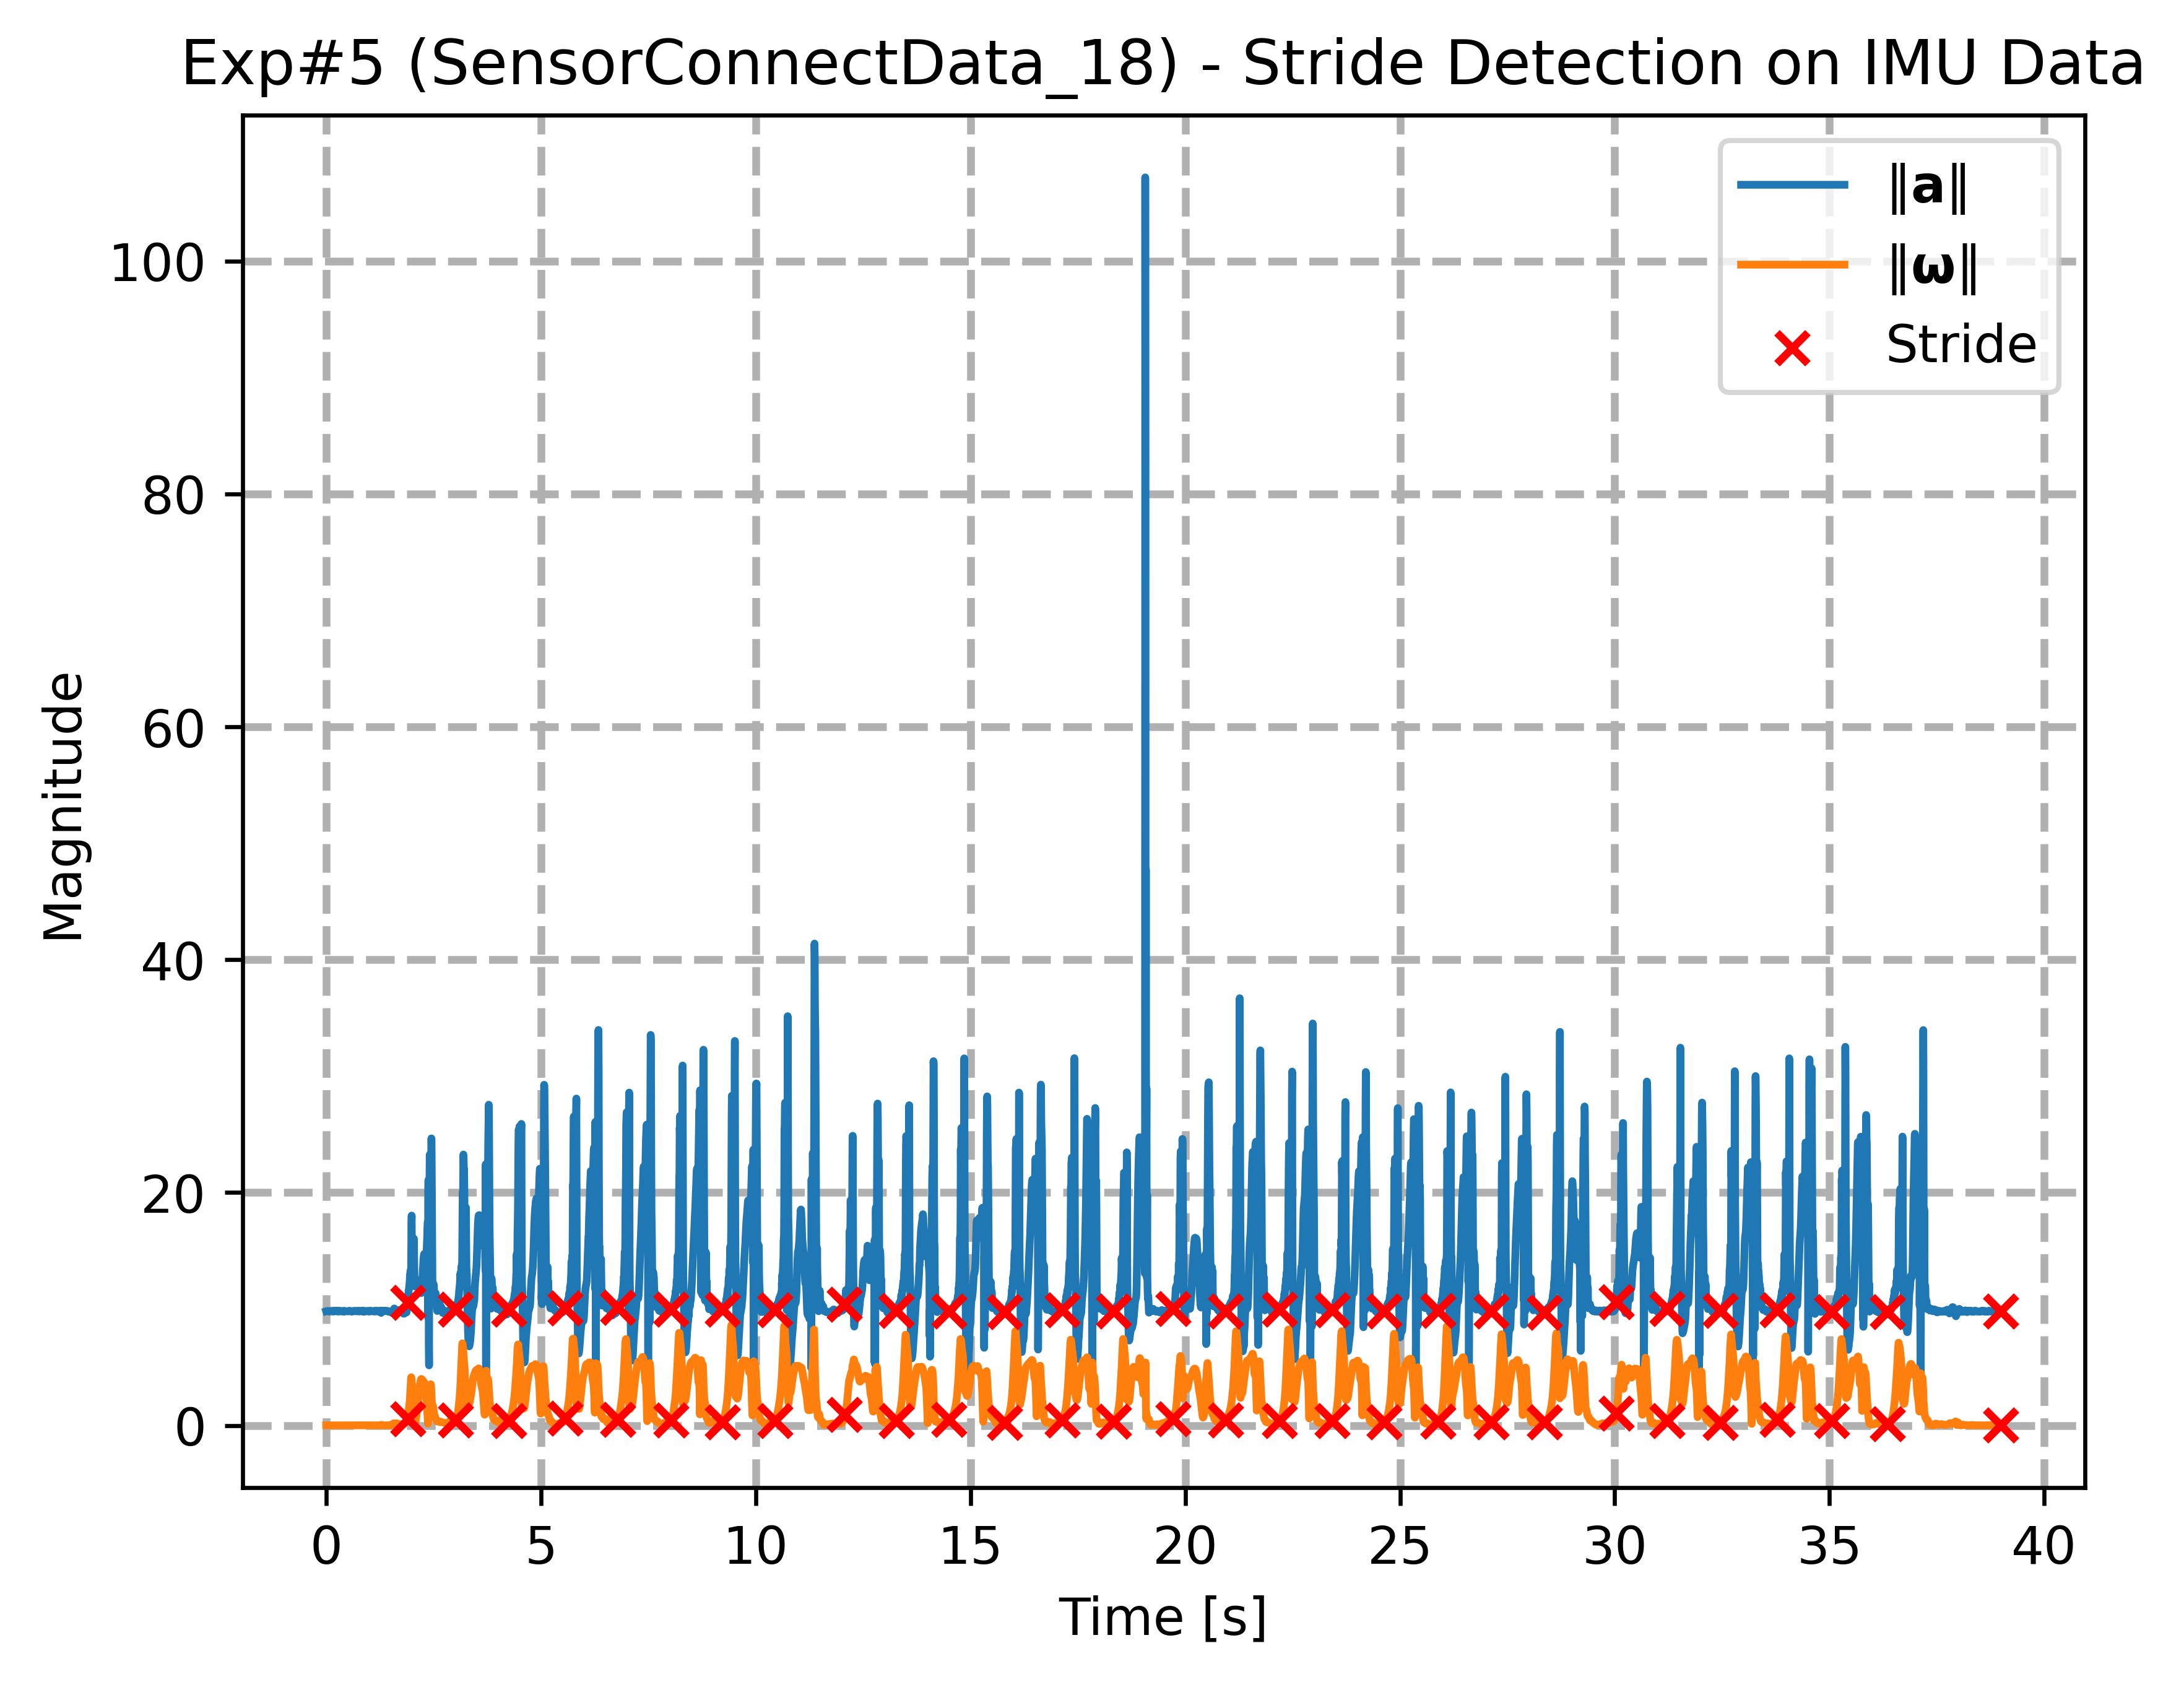 Exp#5 (SensorConnectData_18) - Stride Detection on IMU Data
‖a‖
‖ω‖
Stride
100
80
60
40
20
0
Magnitude
0 5 10 15 20 25 30 35 40
Time [s]